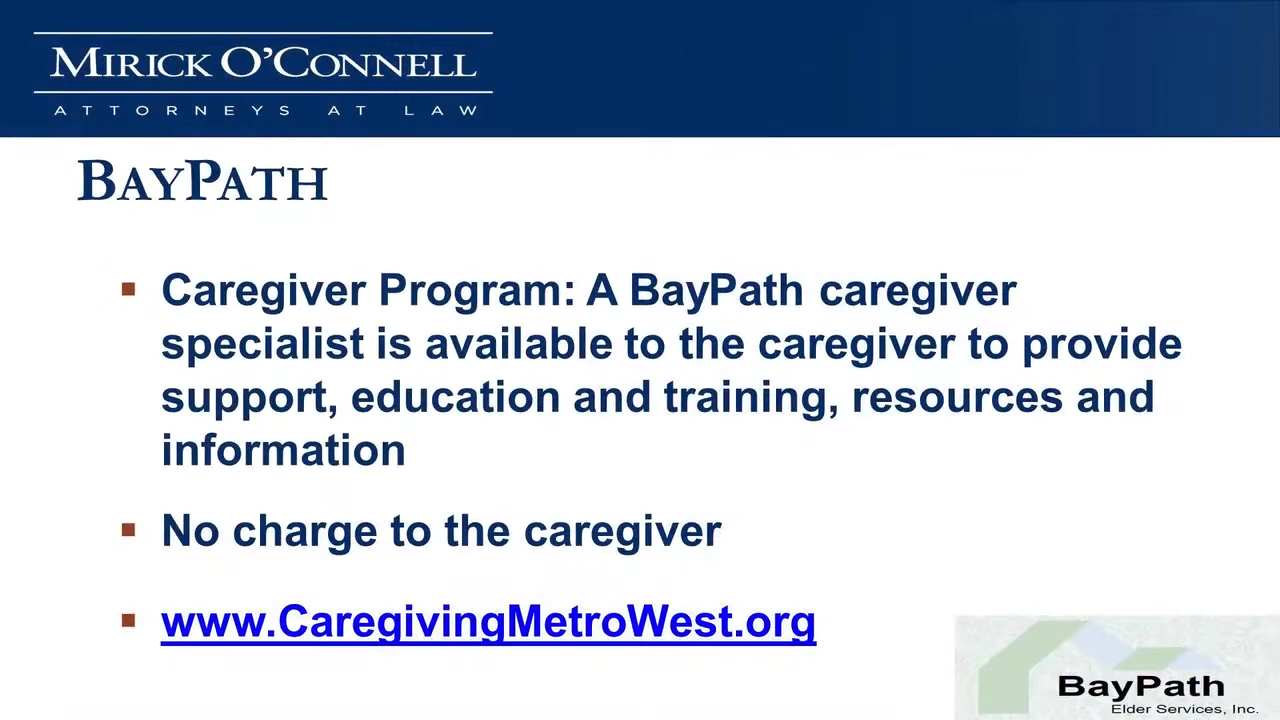 MIRICK O'CONNELL
ATTORNEYS AT LAW
BAYPATH
▪ Caregiver Program: A BayPath caregiver
specialist is available to the caregiver to provide
support, education and training, resources and
information
▪ No charge to the caregiver
▪ www.CaregivingMetroWest.org
BayPath
Elder Services, Inc.